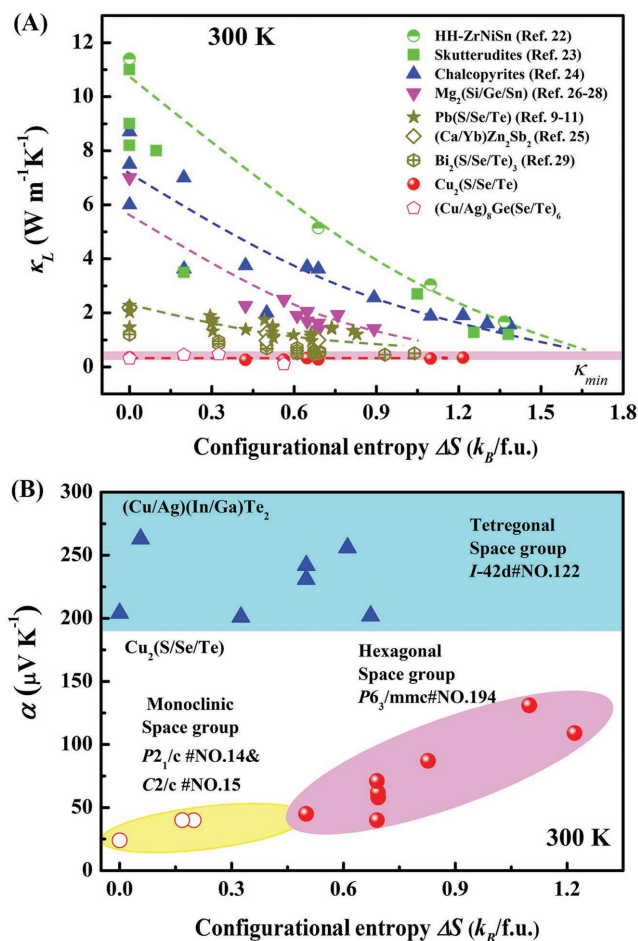 (A)
300 K
HH-ZrNiSn (Ref. 22)
Skutterudites (Ref. 23)
Chalcopyrites (Ref. 24)
Mg₂(Si/Ge/Sn) (Ref. 26-28)
Pb(S/Se/Te) (Ref. 9-11)
(Ca/Yb)Zn₂Sb₂ (Ref. 25)
Bi₂(S/Se/Te)₃ (Ref. 29)
Cu₂(S/Se/Te)
(Cu/Ag)₈Ge(Se/Te)₆
κ_L (W m⁻¹K⁻¹)
12
10
8
6
4
2
0
κ_min
0.0 0.3 0.6 0.9 1.2 1.5 1.8
Configurational entropy ΔS (k_B/f.u.)
(B)
α (μV K⁻¹)
300
250
200
150
100
50
0
(Cu/Ag)(In/Ga)Te₂
Tetregonal
Space group
I-42d#NO.122
Cu₂(S/Se/Te)
Hexagonal
Space group
P6₃/mmc#NO.194
Monoclinic
Space group
P2₁/c #NO.14&
C2/c #NO.15
300 K
0.0 0.3 0.6 0.9 1.2
Configurational entropy ΔS (k_B/f.u.)